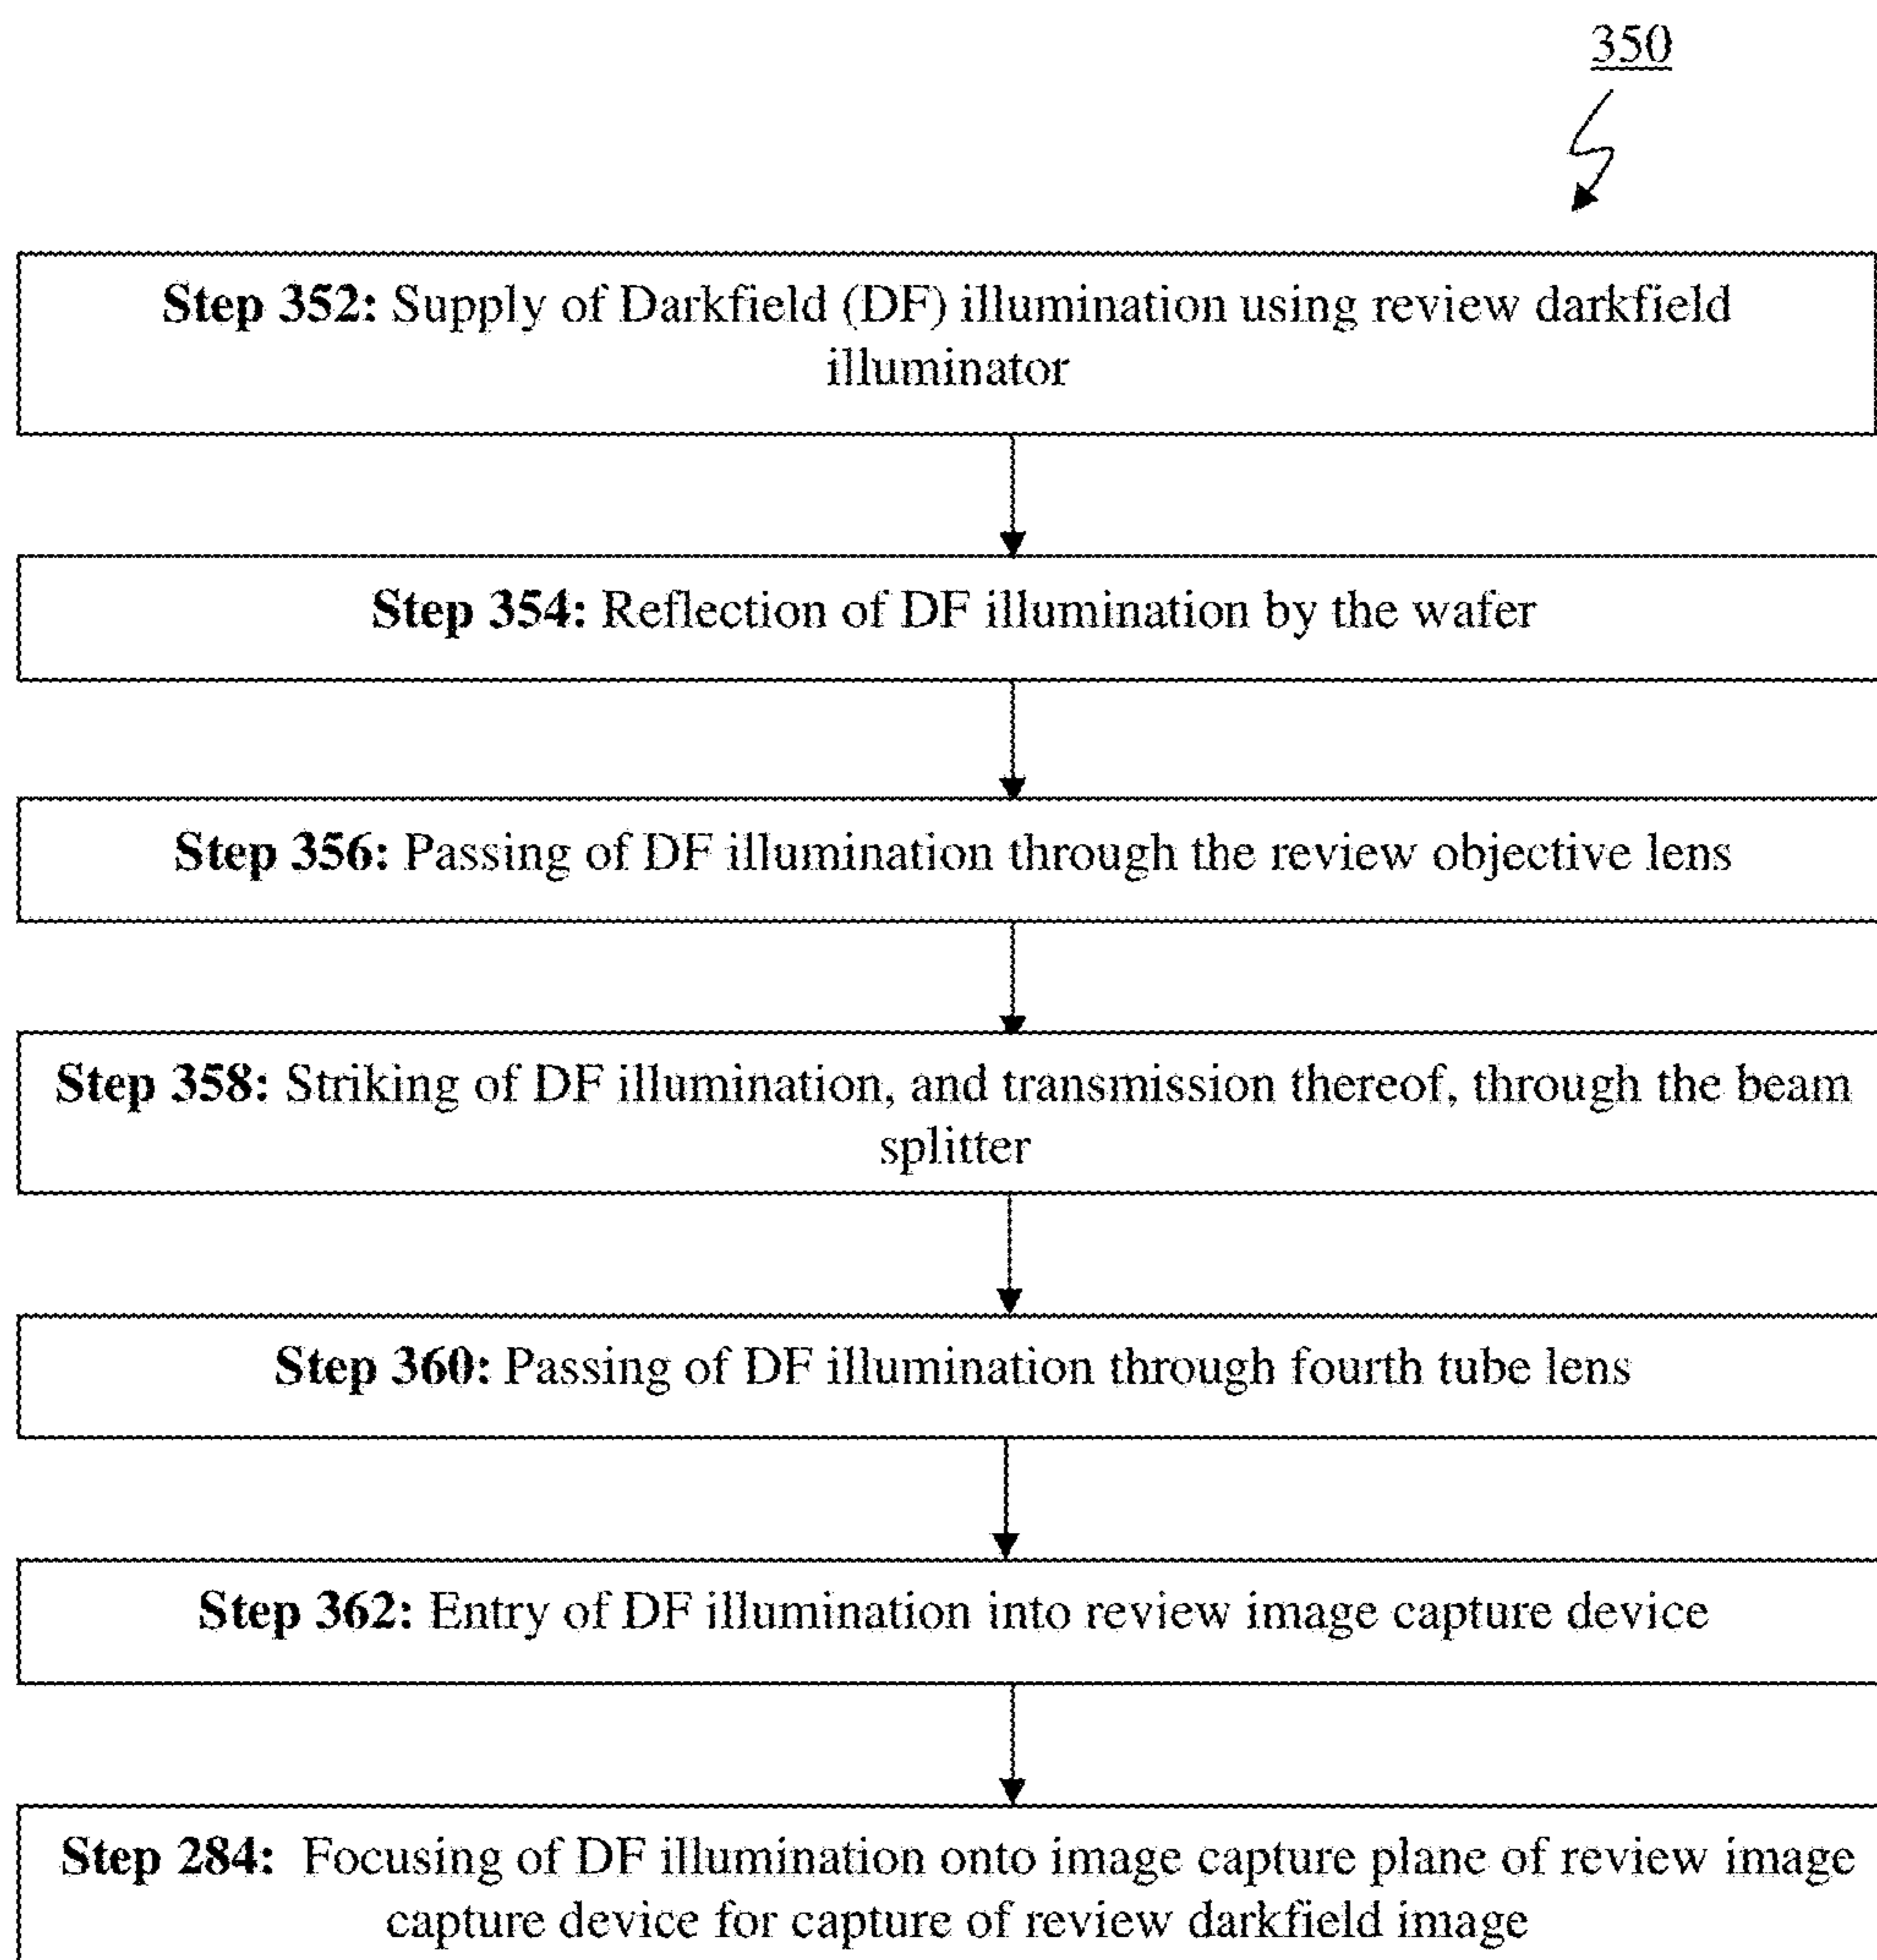 350
Step 352: Supply of Darkfield (DF) illumination using review darkfield
illuminator
Step 354: Reflection of DF illumination by the wafer
Step 356: Passing of DF illumination through the review objective lens
Step 358: Striking of DF illumination, and transmission thereof, through the beam
splitter
Step 360: Passing of DF illumination through fourth tube lens
Step 362: Entry of DF illumination into review image capture device
Step 284: Focusing of DF illumination onto image capture plane of review image
capture device for capture of review darkfield image